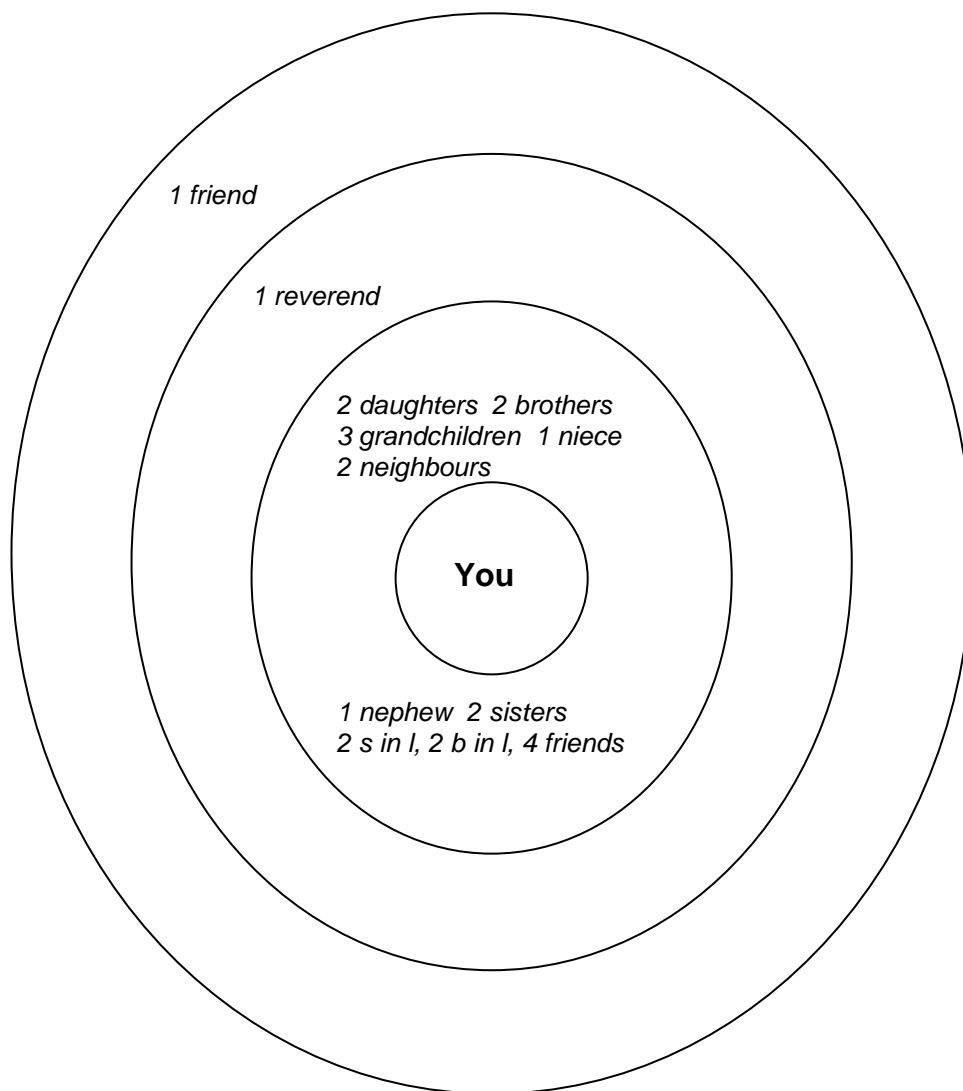 1 friend
1 reverend
2 daughters  2 brothers
3 grandchildren  1 niece
2 neighbours
You
1 nephew  2 sisters
2 s in l, 2 b in l, 4 friends